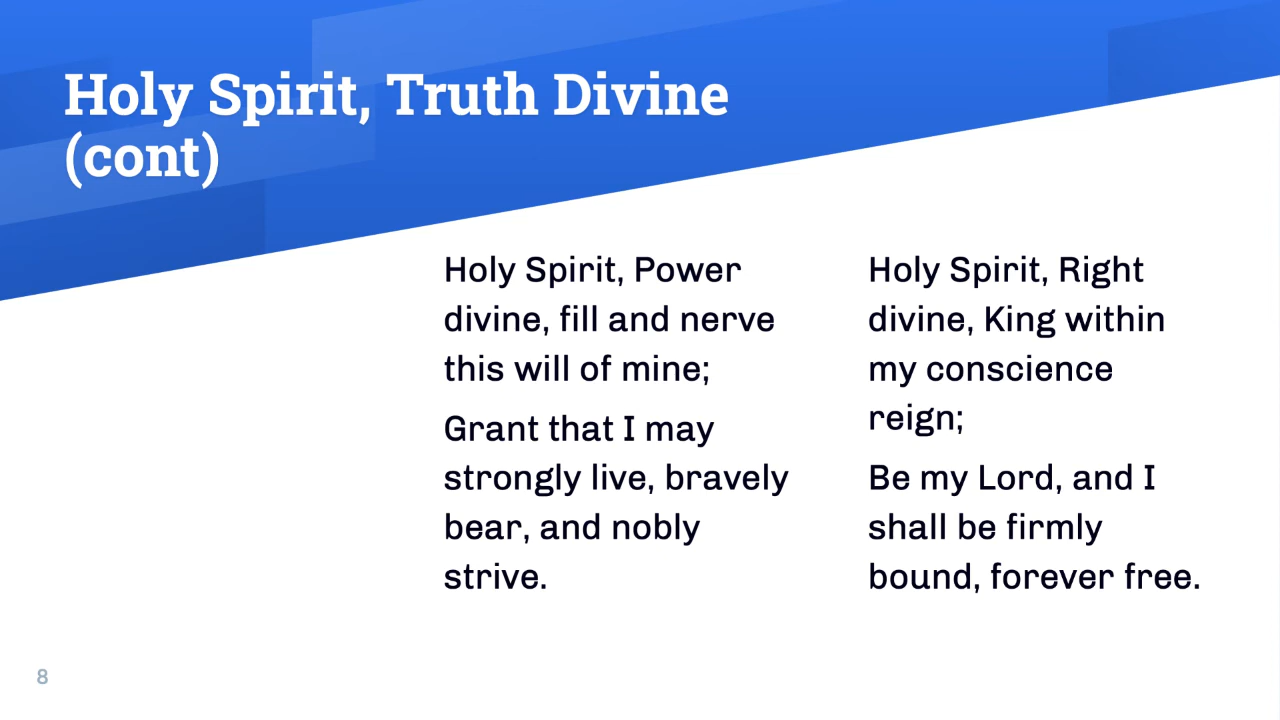 Holy Spirit, Truth Divine
(cont)
Holy Spirit, Power
divine, fill and nerve
this will of mine;
Grant that I may
strongly live, bravely
bear, and nobly
strive.
Holy Spirit, Right
divine, King within
my conscience
reign;
Be my Lord, and I
shall be firmly
bound, forever free.
8